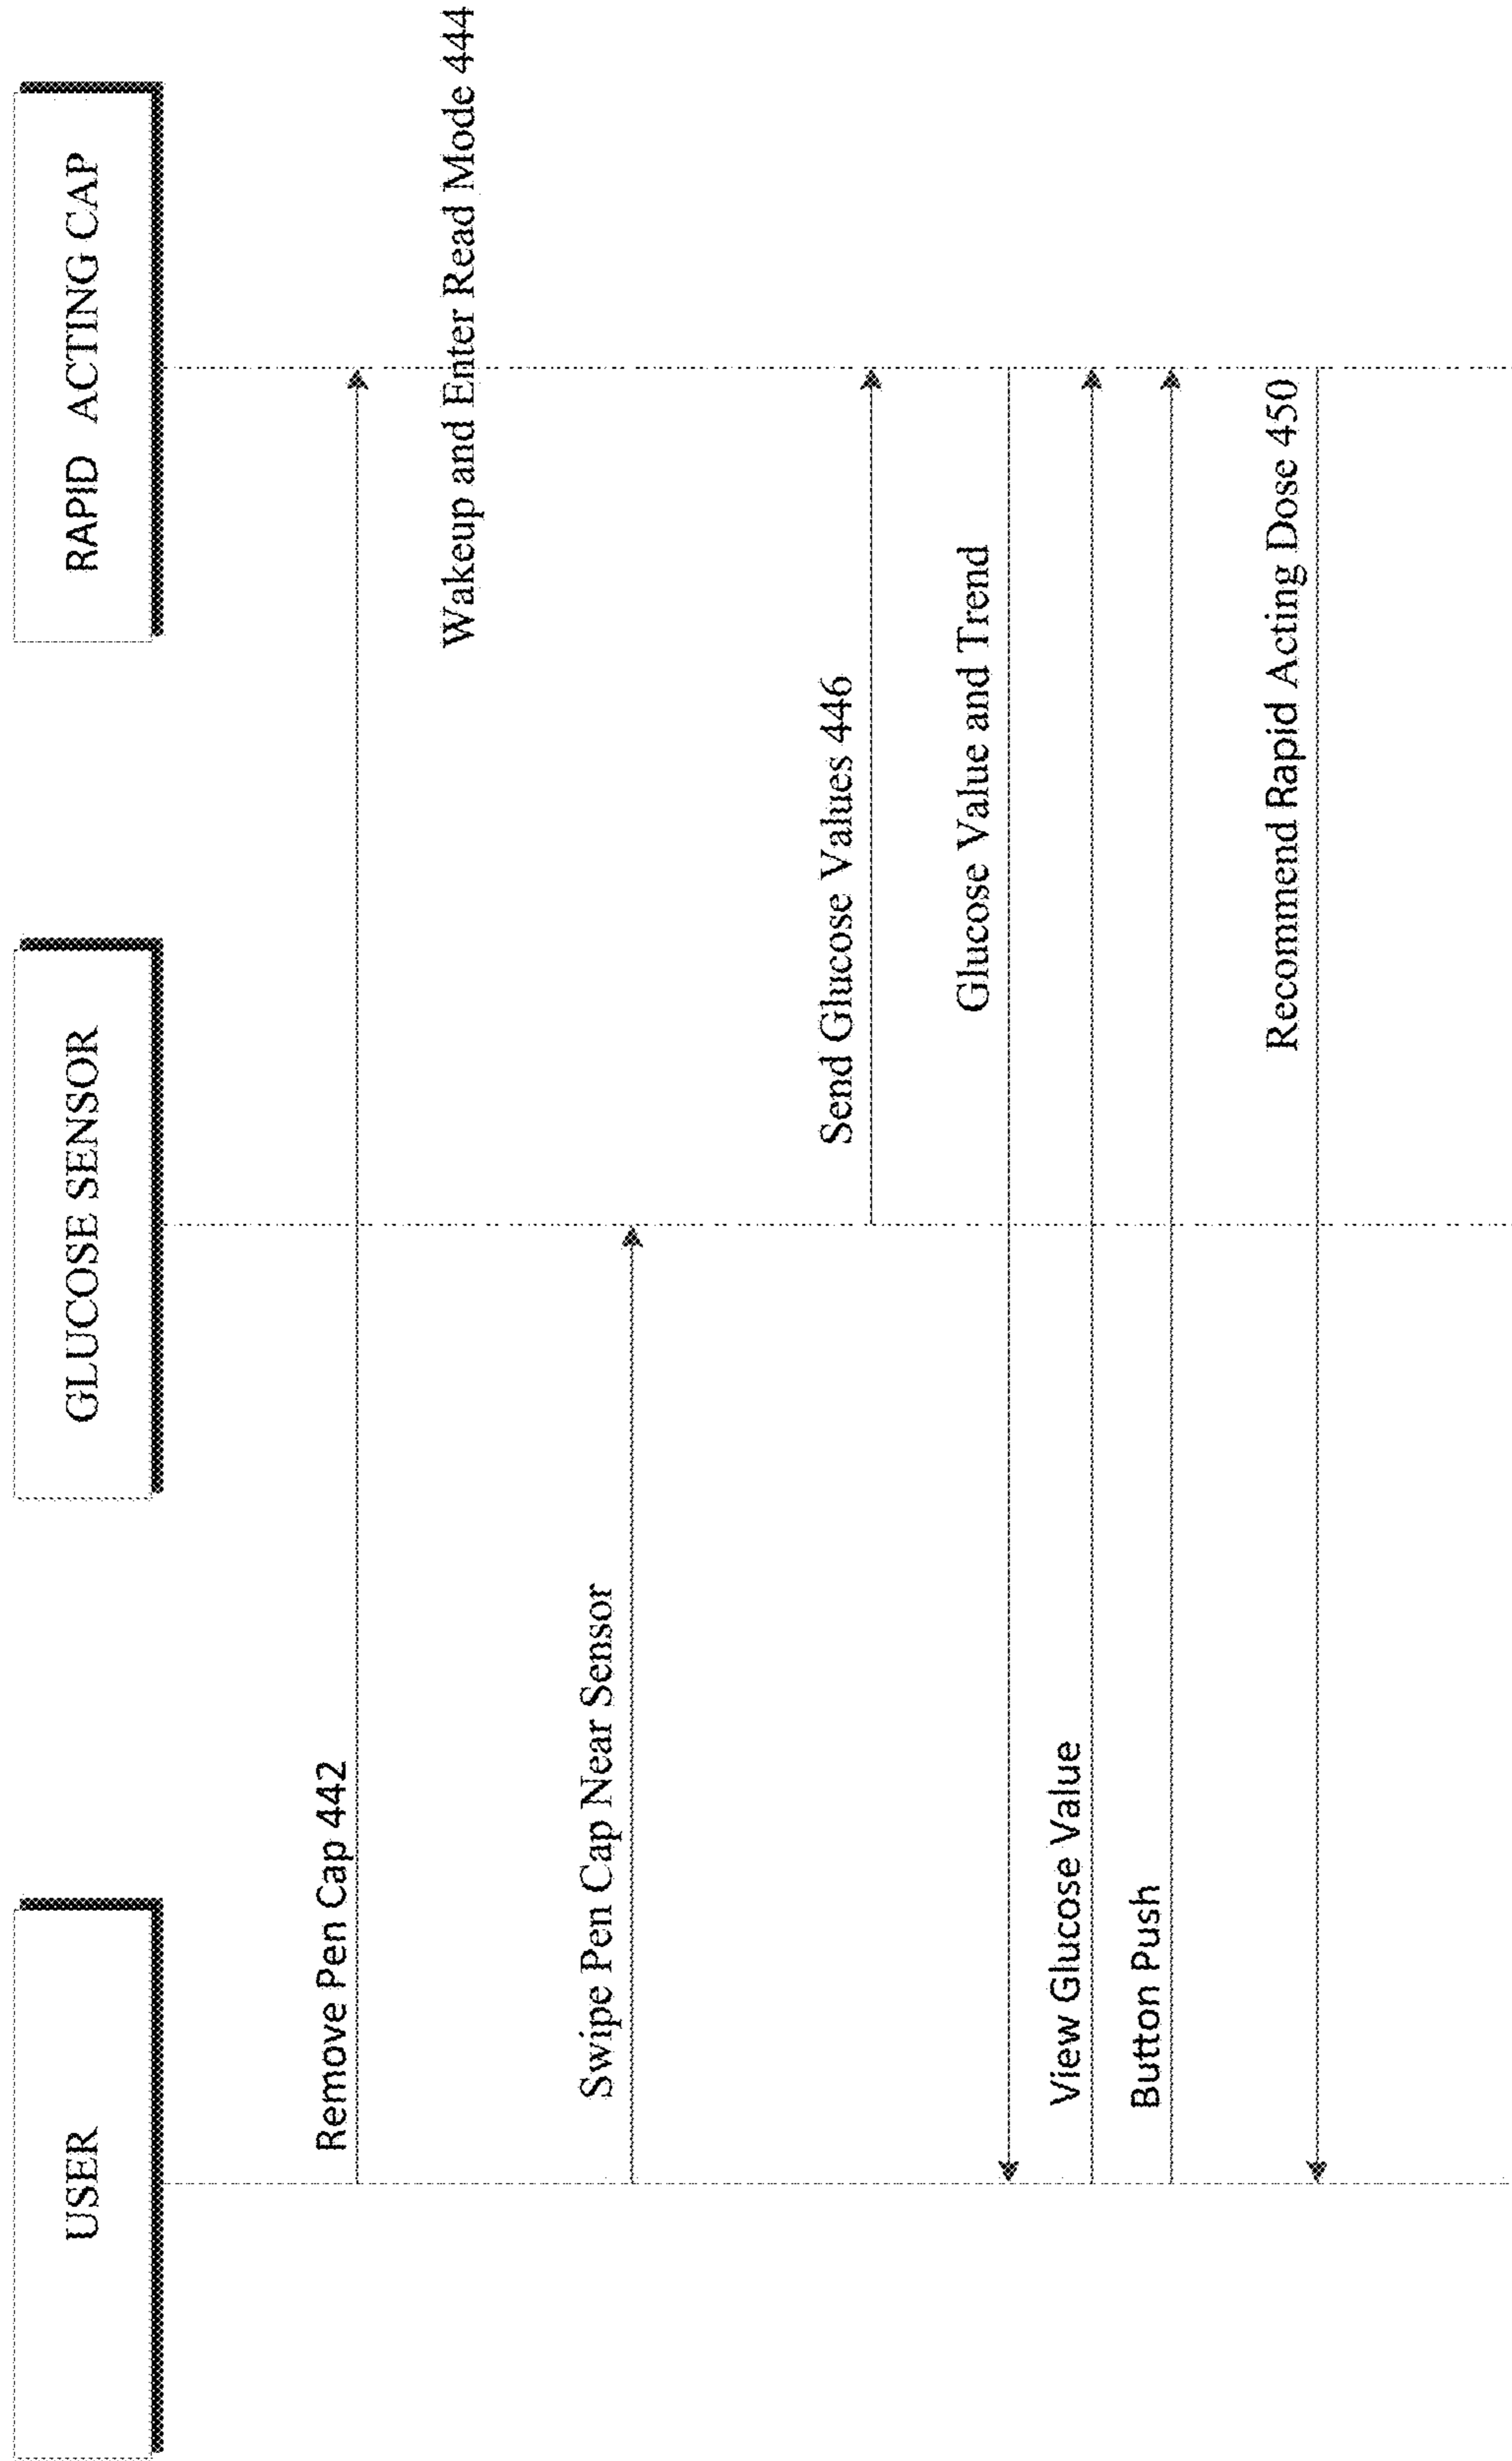 USER
GLUCOSE SENSOR
RAPID ACTING CAP
Remove Pen Cap 442
Wakeup and Enter Read Mode 444
Swipe Pen Cap Near Sensor
Send Glucose Values 446
Glucose Value and Trend
View Glucose Value
Button Push
Recommend Rapid Acting Dose 450